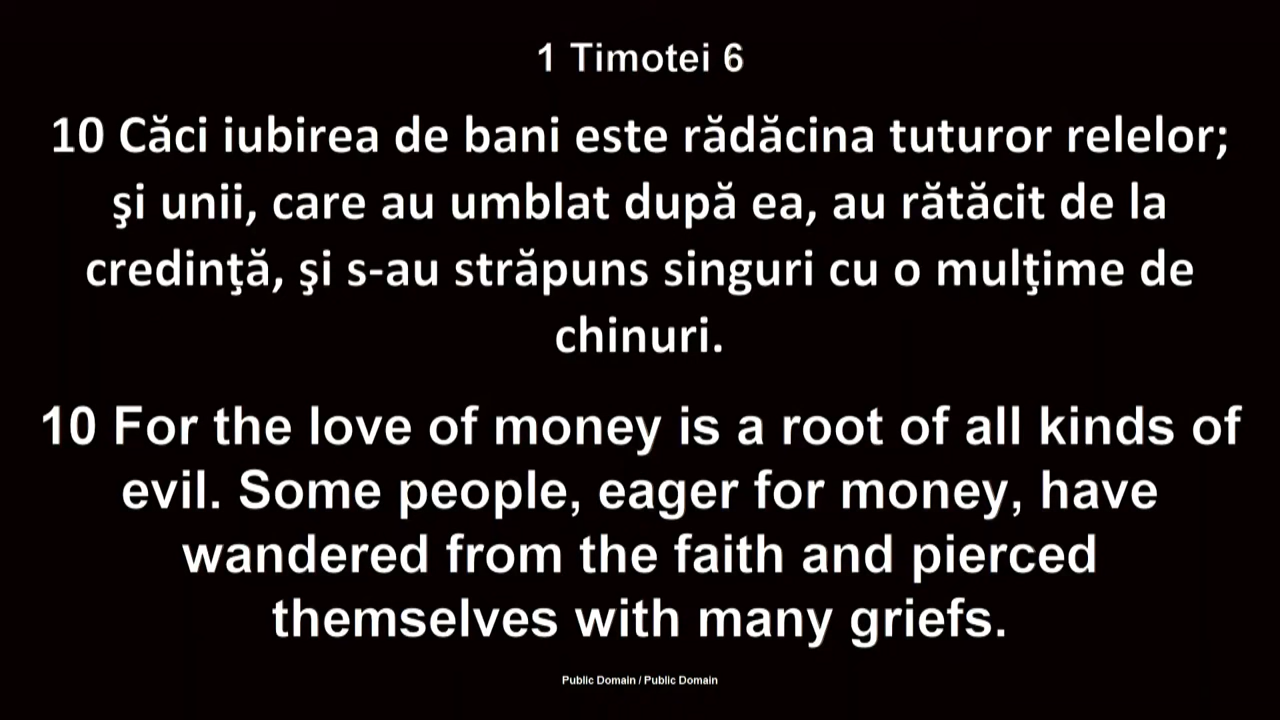 1 Timotei 6
10 Căci iubirea de bani este rădăcina tuturor relelor;
şi unii, care au umblat după ea, au rătăcit de la
credinţă, şi s-au străpuns singuri cu o mulţime de
chinuri.
10 For the love of money is a root of all kinds of
evil. Some people, eager for money, have
wandered from the faith and pierced
themselves with many griefs.
Public Domain / Public Domain